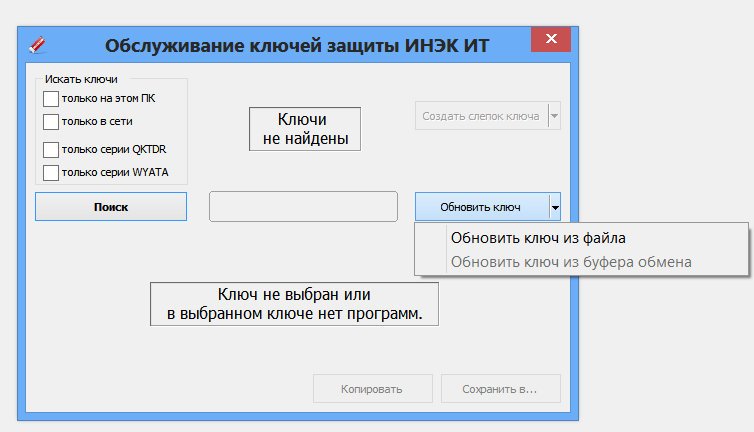 Обслуживание ключей защиты ИНЭК ИТ
Искать ключи
только на этом ПК
только в сети
только серии QKTDR
только серии WYATA
Ключи
не найдены
Создать слепок ключа
Поиск
Обновить ключ
Обновить ключ из файла
Обновить ключ из буфера обмена
Ключ не выбран или
в выбранном ключе нет программ.
Копировать
Сохранить в...